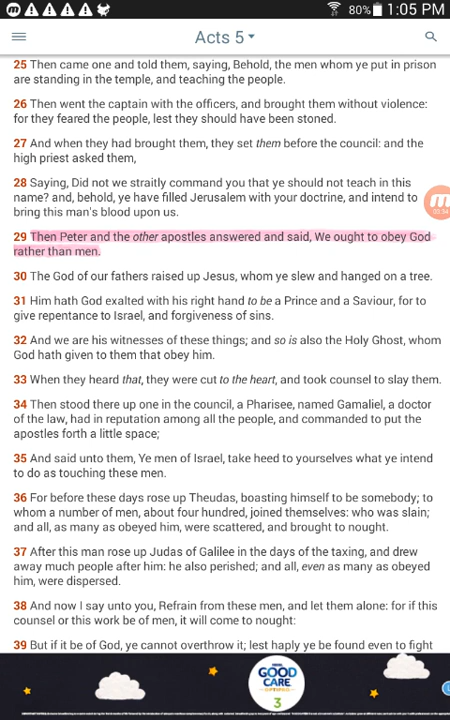 80% 1:05 PM
Acts 5
25 Then came one and told them, saying, Behold, the men whom ye put in prison
are standing in the temple, and teaching the people.
26 Then went the captain with the officers, and brought them without violence:
for they feared the people, lest they should have been stoned.
27 And when they had brought them, they set them before the council: and the
high priest asked them,
28 Saying, Did not we straitly command you that ye should not teach in this
name? and, behold, ye have filled Jerusalem with your doctrine, and intend to
bring this man's blood upon us.
29 Then Peter and the other apostles answered and said, We ought to obey God
rather than men.
30 The God of our fathers raised up Jesus, whom ye slew and hanged on a tree.
31 Him hath God exalted with his right hand to be a Prince and a Saviour, for to
give repentance to Israel, and forgiveness of sins.
32 And we are his witnesses of these things; and so is also the Holy Ghost, whom
God hath given to them that obey him.
33 When they heard that, they were cut to the heart, and took counsel to slay them.
34 Then stood there up one in the council, a Pharisee, named Gamaliel, a doctor
of the law, had in reputation among all the people, and commanded to put the
apostles forth a little space;
35 And said unto them, Ye men of Israel, take heed to yourselves what ye intend
to do as touching these men.
36 For before these days rose up Theudas, boasting himself to be somebody; to
whom a number of men, about four hundred, joined themselves: who was slain;
and all, as many as obeyed him, were scattered, and brought to nought.
37 After this man rose up Judas of Galilee in the days of the taxing, and drew
away much people after him: he also perished; and all, even as many as obeyed
him, were dispersed.
38 And now I say unto you, Refrain from these men, and let them alone: for if this
counsel or this work be of men, it will come to nought:
39 But if it be of God, ye cannot overthrow it; lest haply ye be found even to fight
GOOD
CARE
3